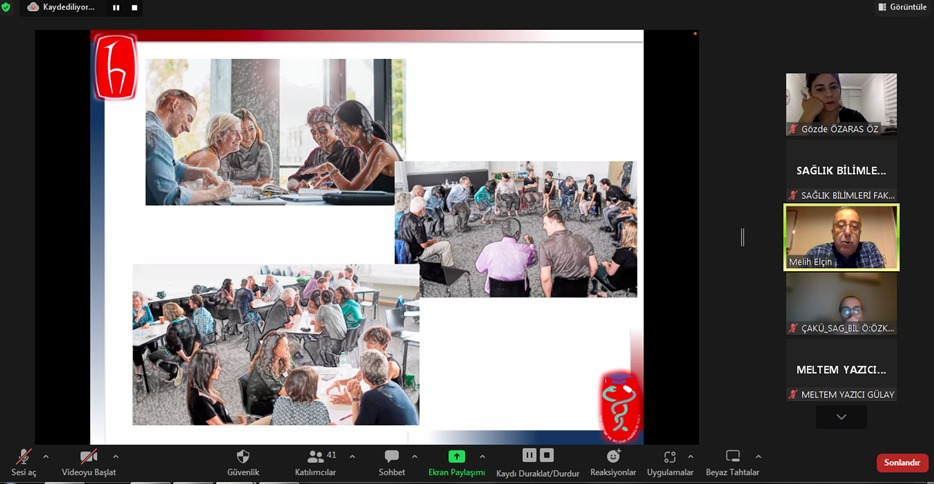 Kaydediliyor...
Görüntüle
Gözde ÖZARAS ÖZ
SAĞLIK BİLİMLE...
SAĞLIK BİLİMLERİ FAK...
Melih Elçin
ÇAKÜ_SAG_BİL Ö:ÖZK...
MELTEM YAZICI...
MELTEM YAZICI GÜLAY
Sesi aç
Videoyu Başlat
Güvenlik
41
Katılımcılar
Sohbet
Ekran Paylaşımı
Kaydı Duraklat/Durdur
Reaksiyonlar
Uygulamalar
Beyaz Tahtalar
Sonlandır